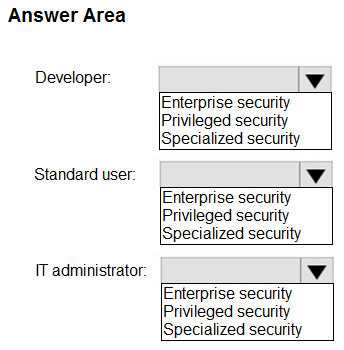 Answer Area
Developer:
Enterprise security
Privileged security
Specialized security
Standard user:
Enterprise security
Privileged security
Specialized security
IT administrator:
Enterprise security
Privileged security
Specialized security